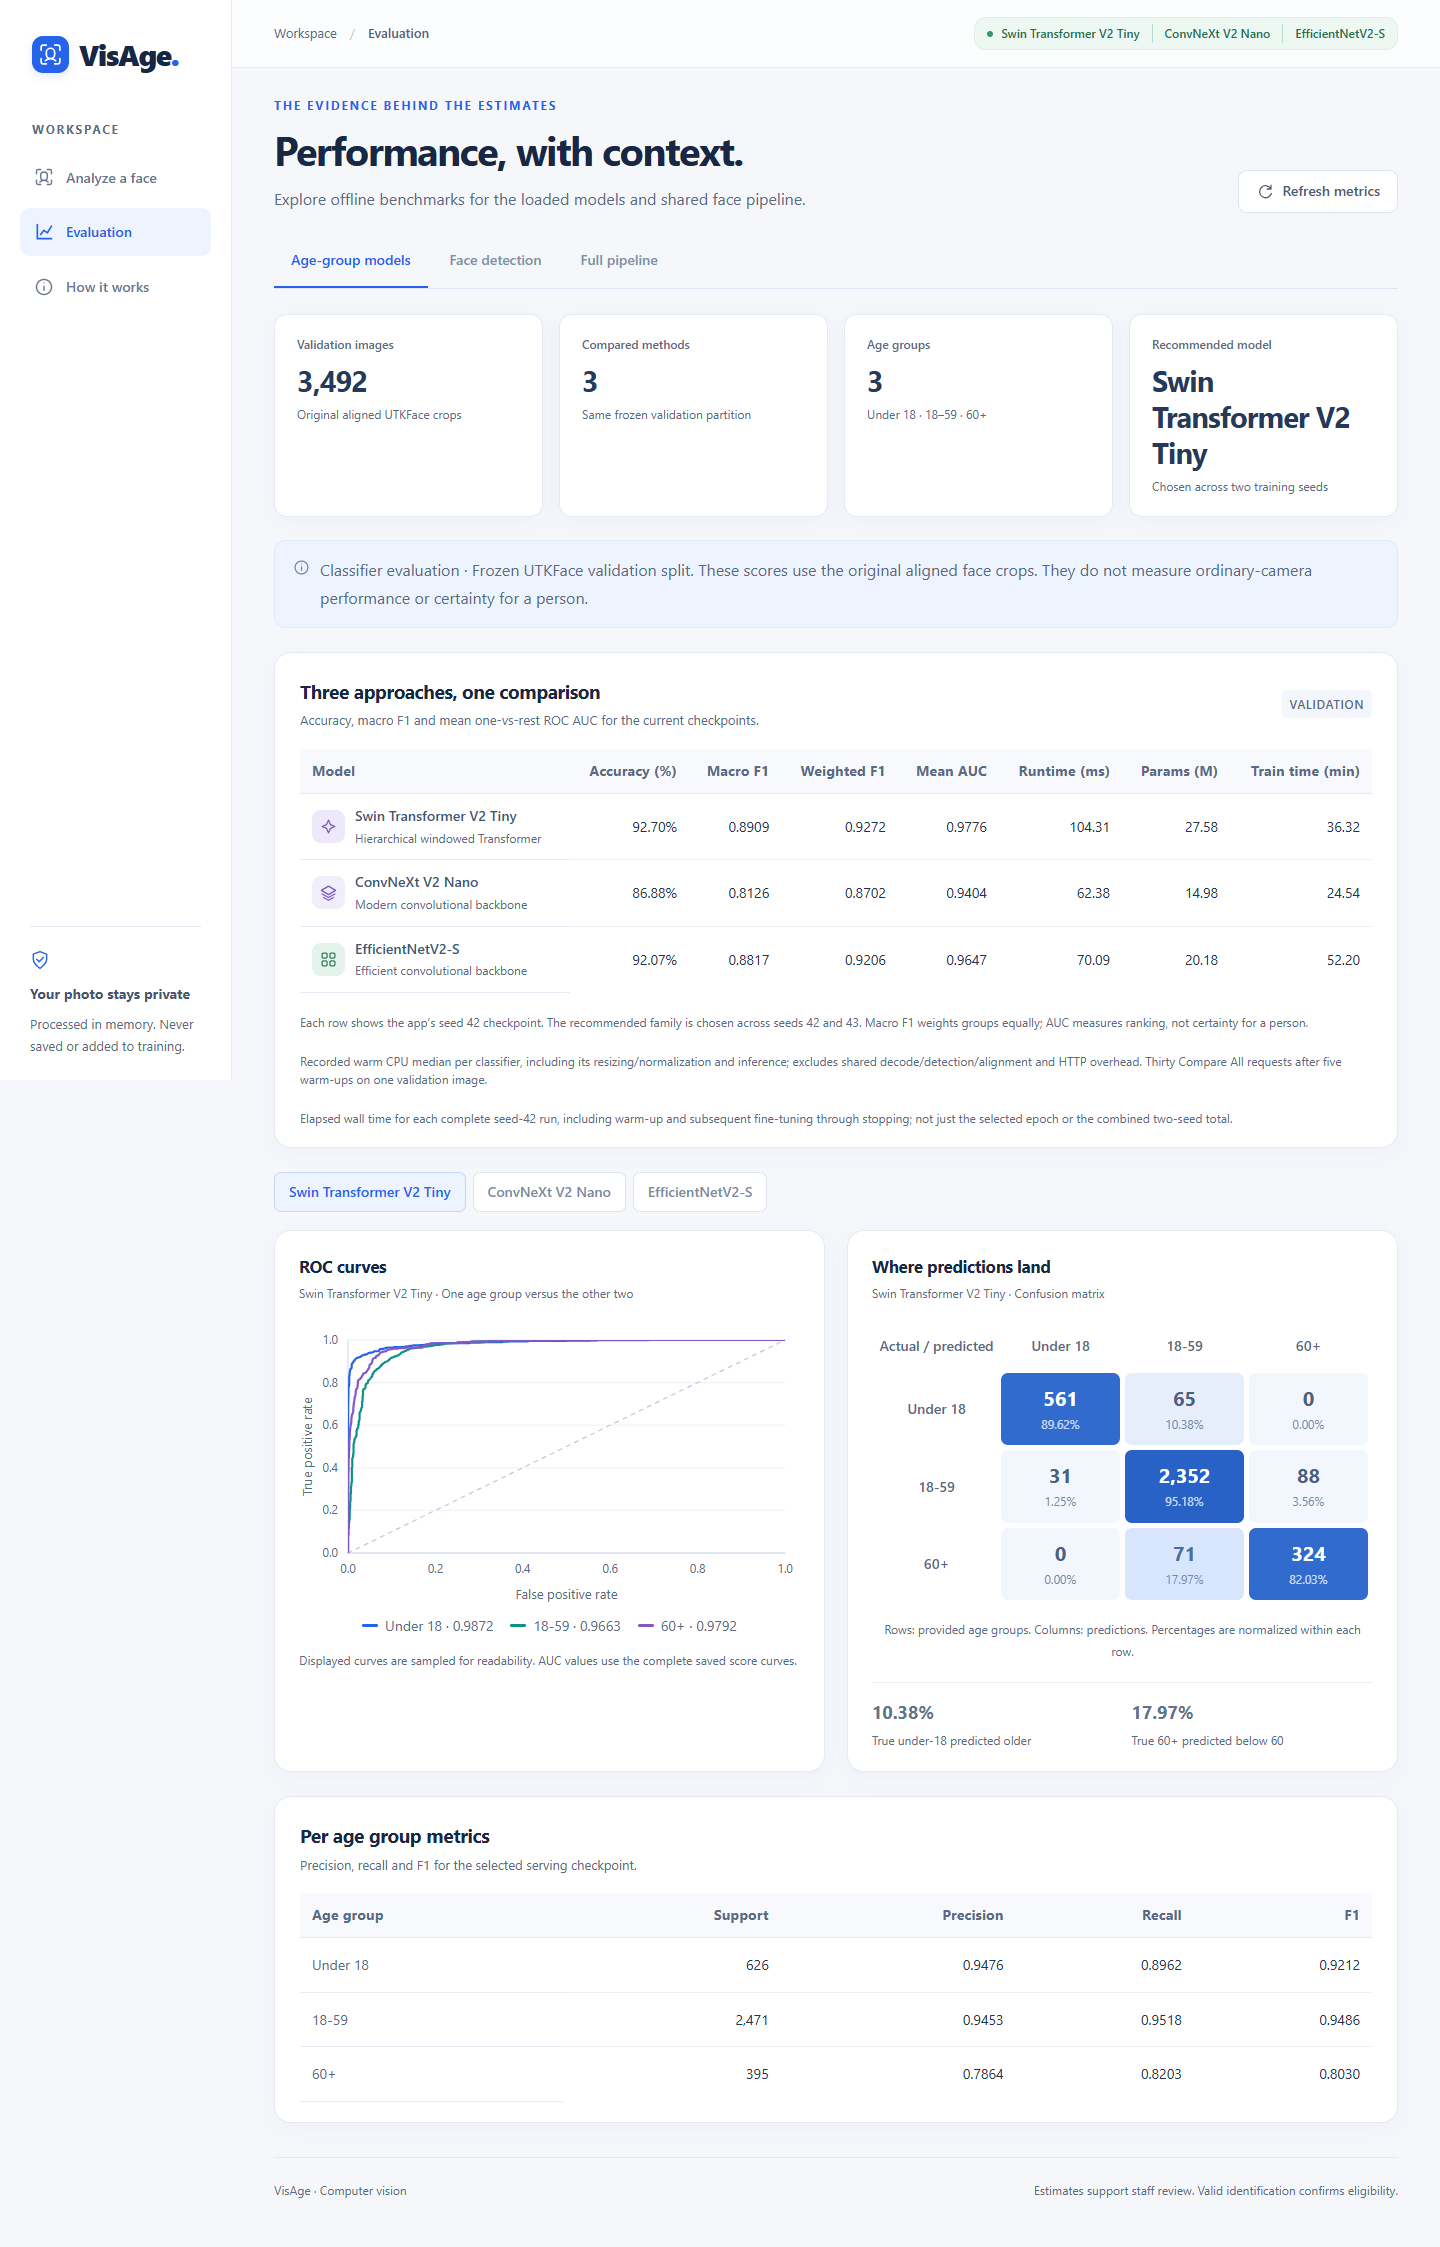 VisAge.
WORKSPACE
Analyze a face
Evaluation
How it works
Your photo stays private
Processed in memory. Never
saved or added to training.
Workspace / Evaluation
Swin Transformer V2 Tiny ConvNeXt V2 Nano EfficientNetV2-S
THE EVIDENCE BEHIND THE ESTIMATES
Performance, with context.
Explore offline benchmarks for the loaded models and shared face pipeline.
Refresh metrics
Age-group models Face detection Full pipeline
Validation images
3,492
Original aligned UTKFace crops
Compared methods
3
Same frozen validation partition
Age groups
3
Under 18 · 18–59 · 60+
Recommended model
Swin
Transformer V2
Tiny
Chosen across two training seeds
Classifier evaluation · Frozen UTKFace validation split. These scores use the original aligned face crops. They do not measure ordinary-camera
performance or certainty for a person.
Three approaches, one comparison
Accuracy, macro F1 and mean one-vs-rest ROC AUC for the current checkpoints.
VALIDATION
Model Accuracy (%) Macro F1 Weighted F1 Mean AUC Runtime (ms) Params (M) Train time (min)
Swin Transformer V2 Tiny
Hierarchical windowed Transformer
92.70% 0.8909 0.9272 0.9776 104.31 27.58 36.32
ConvNeXt V2 Nano
Modern convolutional backbone
86.88% 0.8126 0.8702 0.9404 62.38 14.98 24.54
EfficientNetV2-S
Efficient convolutional backbone
92.07% 0.8817 0.9206 0.9647 70.09 20.18 52.20
Each row shows the app's seed 42 checkpoint. The recommended family is chosen across seeds 42 and 43. Macro F1 weights groups equally; AUC measures ranking, not certainty for a person.
Recorded warm CPU median per classifier, including its resizing/normalization and inference; excludes shared decode/detection/alignment and HTTP overhead. Thirty Compare All requests after five
warm-ups on one validation image.
Elapsed wall time for each complete seed-42 run, including warm-up and subsequent fine-tuning through stopping; not just the selected epoch or the combined two-seed total.
Swin Transformer V2 Tiny ConvNeXt V2 Nano EfficientNetV2-S
ROC curves
Swin Transformer V2 Tiny · One age group versus the other two
True positive rate
1.0
0.8
0.6
0.4
0.2
0.0
0.0 0.2 0.4 0.6 0.8 1.0
False positive rate
Under 18 · 0.9872 18-59 · 0.9663 60+ · 0.9792
Displayed curves are sampled for readability. AUC values use the complete saved score curves.
Where predictions land
Swin Transformer V2 Tiny · Confusion matrix
Actual / predicted Under 18 18-59 60+
Under 18
561 65 0
89.62% 10.38% 0.00%
18-59
31 2,352 88
1.25% 95.18% 3.56%
60+
0 71 324
0.00% 17.97% 82.03%
Rows: provided age groups. Columns: predictions. Percentages are normalized within each
row.
10.38% 17.97%
True under-18 predicted older True 60+ predicted below 60
Per age group metrics
Precision, recall and F1 for the selected serving checkpoint.
Age group Support Precision Recall F1
Under 18 626 0.9476 0.8962 0.9212
18-59 2,471 0.9453 0.9518 0.9486
60+ 395 0.7864 0.8203 0.8030
VisAge · Computer vision
Estimates support staff review. Valid identification confirms eligibility.